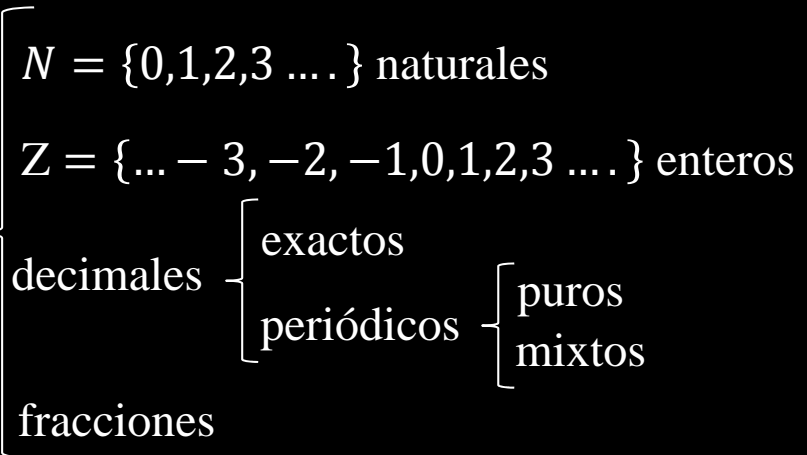 N = {0,1,2,3 ... . } naturales
Z = {... − 3, −2, −1,0,1,2,3 ... . } enteros
decimales
exactos
periódicos
puros
mixtos
fracciones